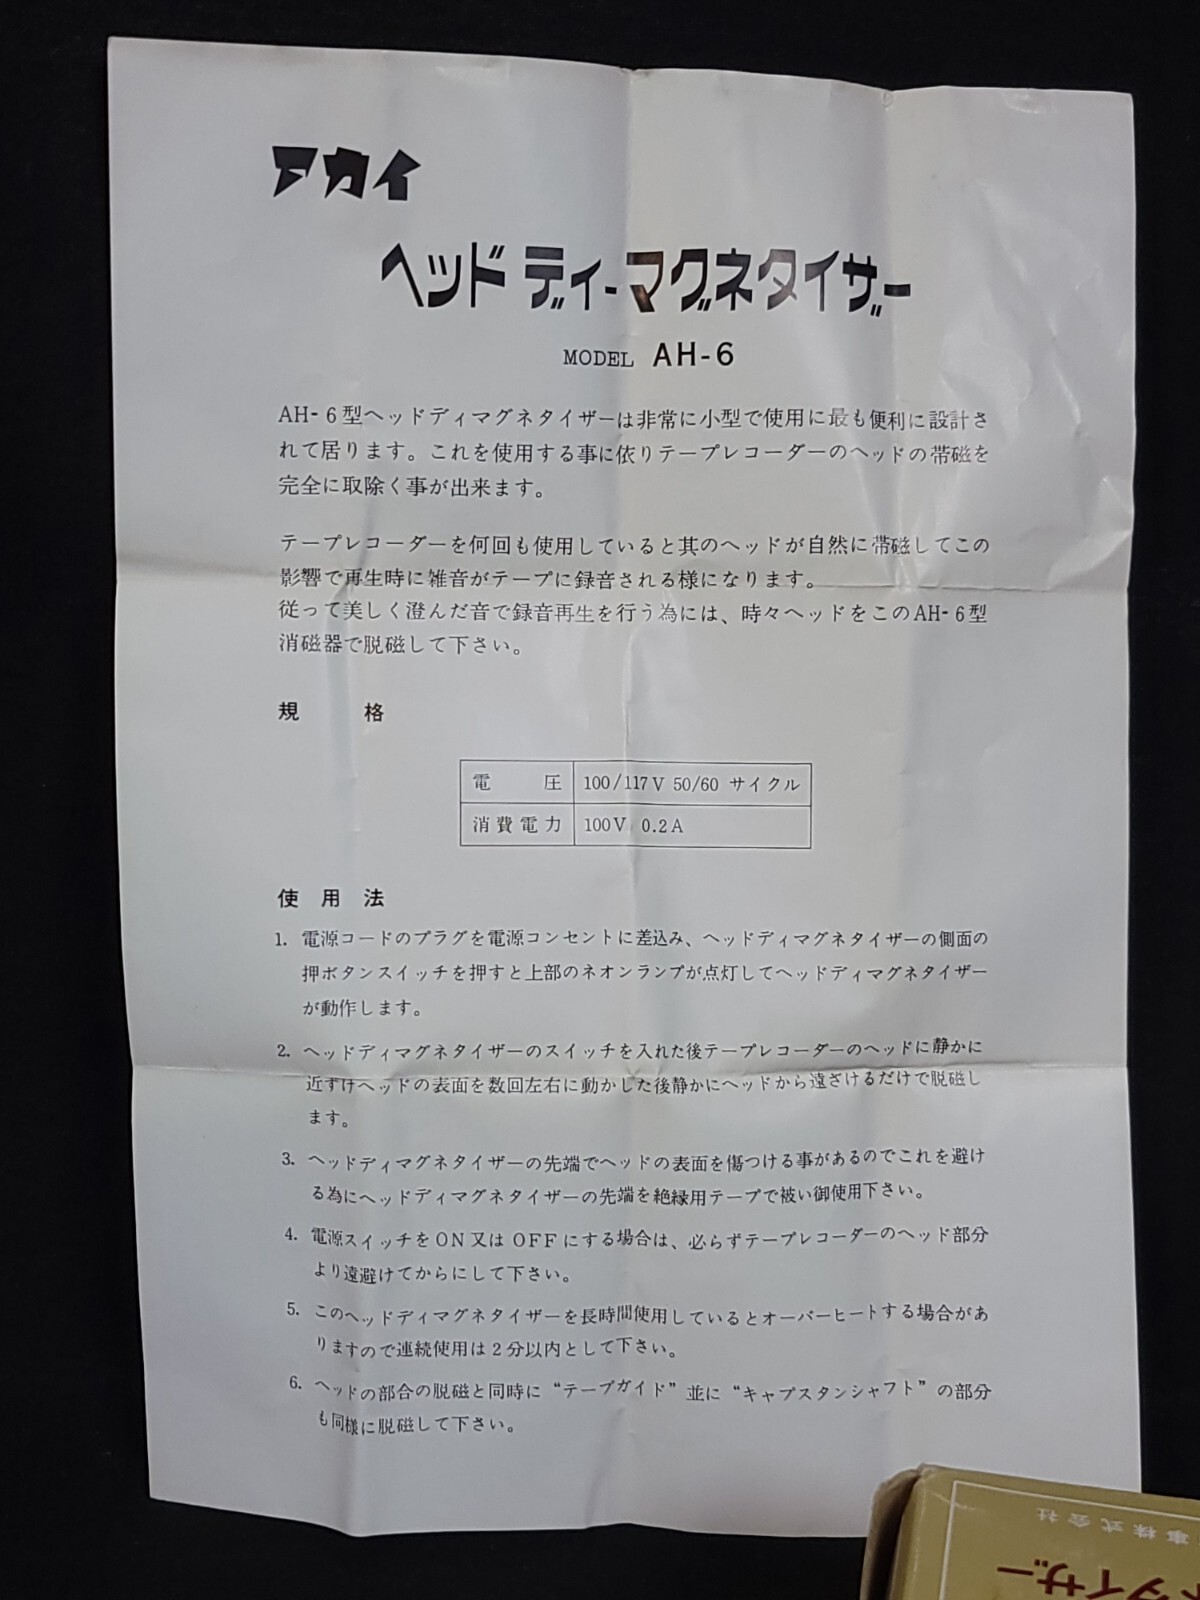 アカイ
ヘッド ディーマグネタイザー
MODEL AH-6
AH-6型ヘッドディマグネタイザーは非常に小型で使用に最も便利に設計さ
れて居ります。これを使用する事に依りテープレコーダーのヘッドの帯磁を
完全に取除く事が出来ます。
テープレコーダーを何回も使用していると其のヘッドが自然に帯磁してこの
影響で再生時に雑音がテープに録音される様になります。
従って美しく澄んだ音で録音再生を行う為には、時々ヘッドをこのAH-6型
消磁器で脱磁して下さい。
規 格
電 圧 100/117V 50/60 サイクル
消費電力 100V 0.2A
使 用 法
1. 電源コードのプラグを電源コンセントに差込み、ヘッドディマグネタイザーの側面の
押ボタンスイッチを押すと上部のネオンランプが点灯してヘッドディマグネタイザー
が動作します。
2. ヘッドディマグネタイザーのスイッチを入れた後テープレコーダーのヘッドに静かに
近ずけヘッドの表面を数回左右に動かした後静かにヘッドから遠ざけるだけで脱磁し
ます。
3. ヘッドディマグネタイザーの先端でヘッドの表面を傷つける事があるのでこれを避け
る為にヘッドディマグネタイザーの先端を絶縁用テープで被い御使用下さい。
4. 電源スイッチをON又はOFFにする場合は、必らずテープレコーダーのヘッド部分
より遠避けてからにして下さい。
5. このヘッドディマグネタイザーを長時間使用しているとオーバーヒートする場合があ
りますので連続使用は2分以内として下さい。
6. ヘッドの部合の脱磁と同時に“テープガイド”並に“キャプスタンシャフト”の部分
も同様に脱磁して下さい。
事株式会社
タイザー